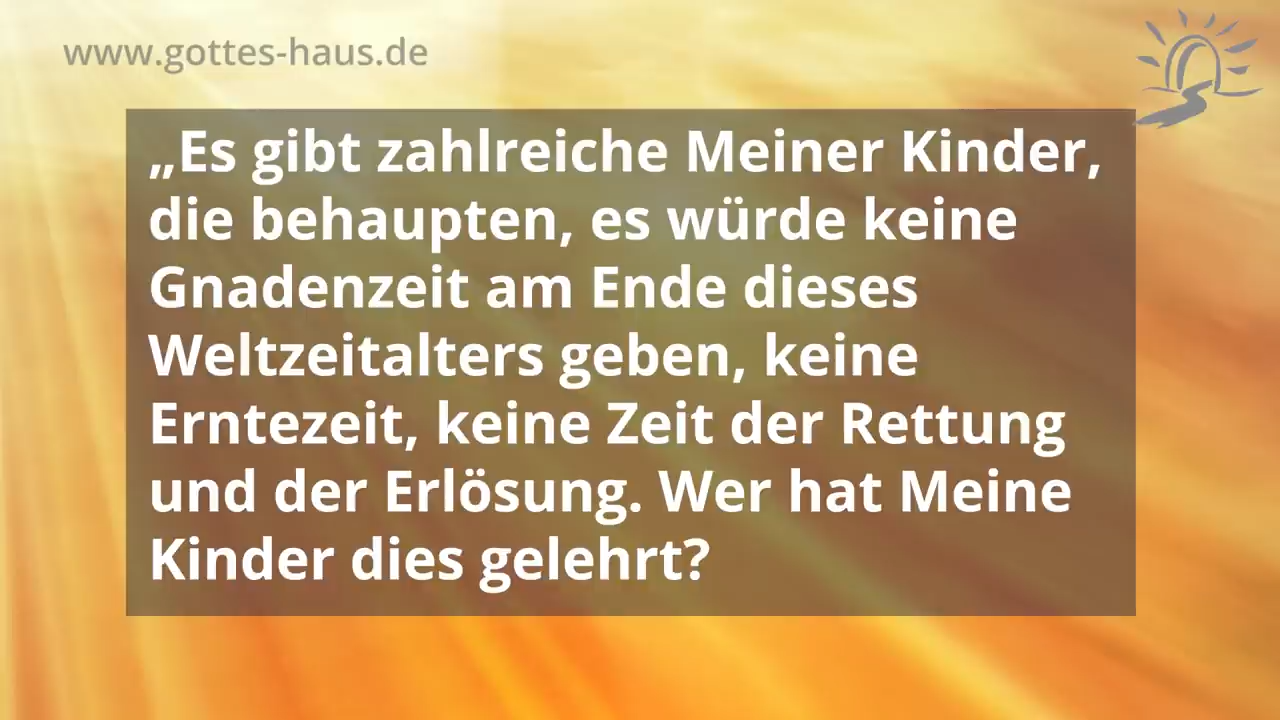 www.gottes-haus.de
„Es gibt zahlreiche Meiner Kinder,
die behaupten, es würde keine
Gnadenzeit am Ende dieses
Weltzeitalters geben, keine
Erntezeit, keine Zeit der Rettung
und der Erlösung. Wer hat Meine
Kinder dies gelehrt?